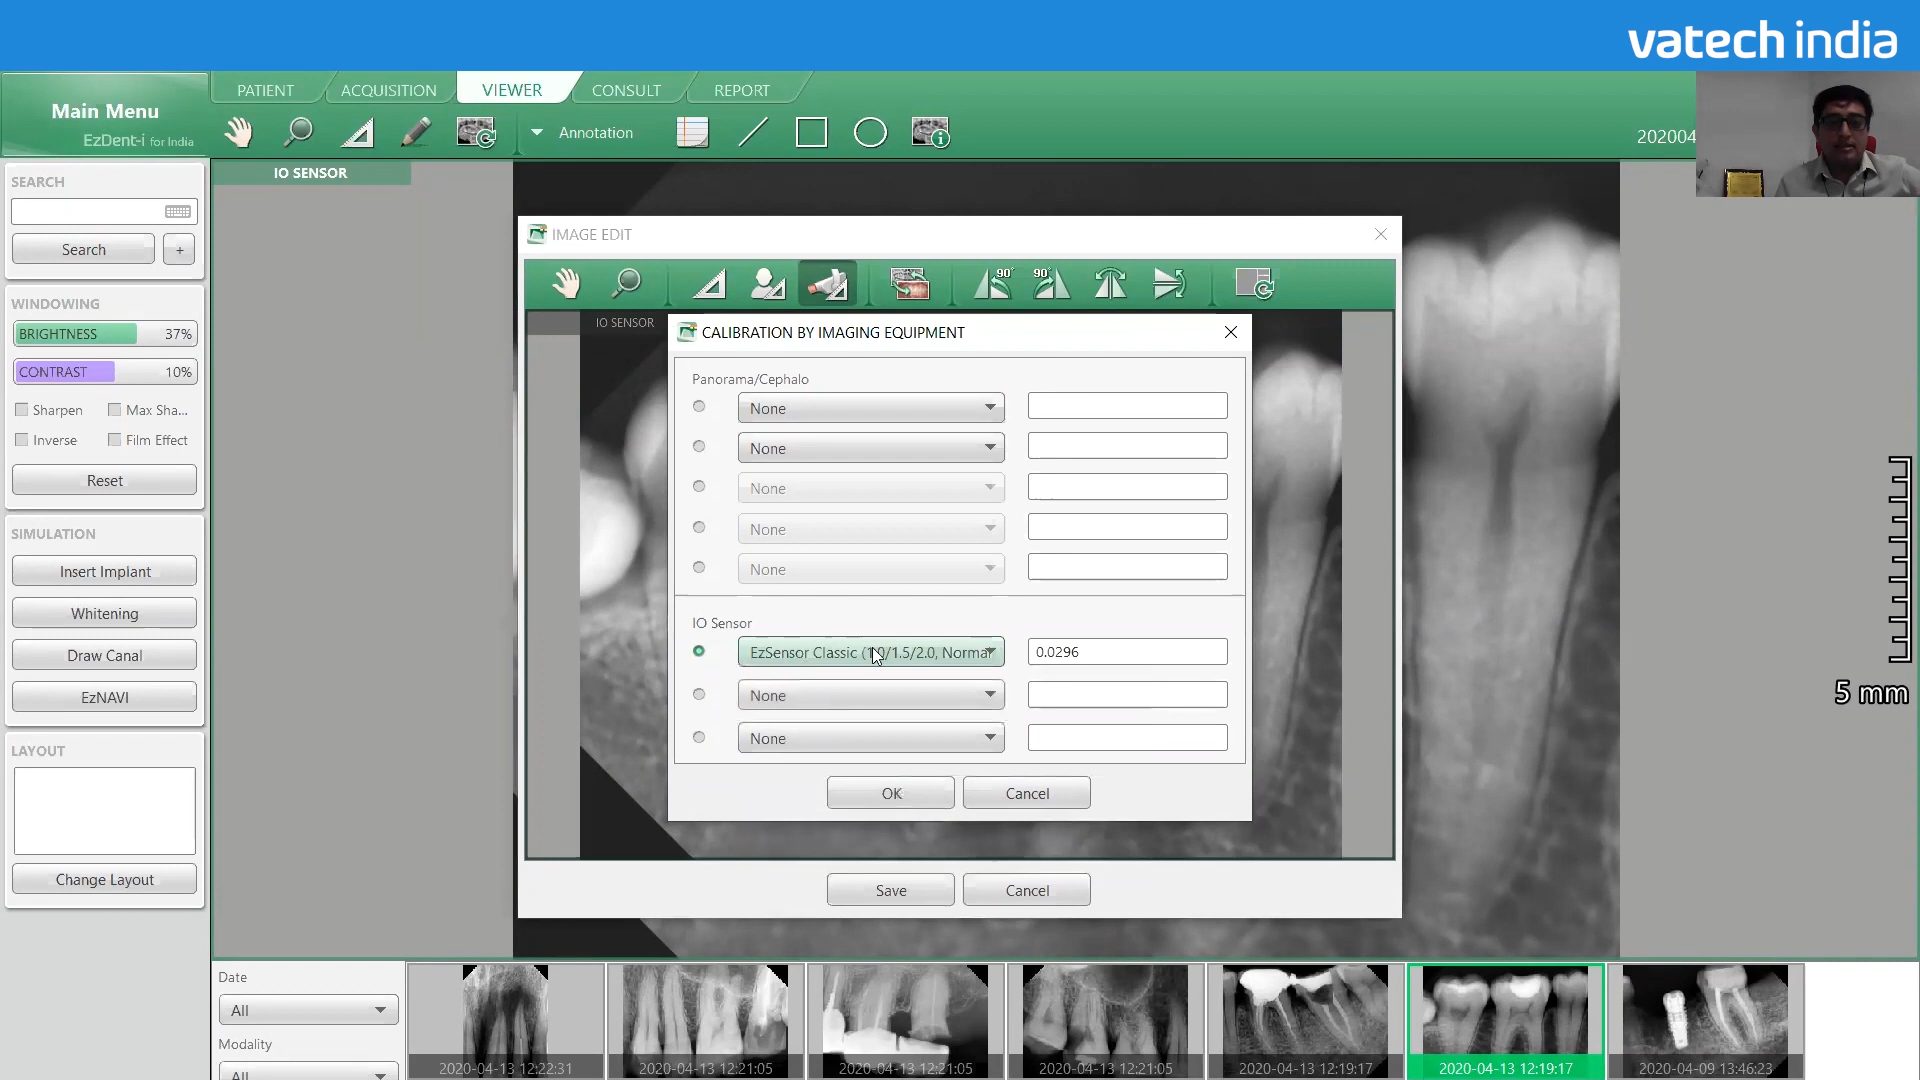 vatech india
Main Menu
EzDent-i for India
PATIENT
ACQUISITION
VIEWER
CONSULT
REPORT
Annotation
202004
SEARCH
Search
+
WINDOWING
BRIGHTNESS 37%
CONTRAST 10%
Sharpen
Max Sha...
Inverse
Film Effect
Reset
SIMULATION
Insert Implant
Whitening
Draw Canal
EzNAVI
LAYOUT
Change Layout
IO SENSOR
IMAGE EDIT
90°
90°
IO SENSOR
CALIBRATION BY IMAGING EQUIPMENT
Panorama/Cephalo
None
None
None
None
None
IO Sensor
EzSensor Classic (1.0/1.5/2.0, Normal 0.0296
None
None
OK
Cancel
Save
Cancel
5 mm
Date
All
Modality
All
2020-04-13 12:22:31
2020-04-13 12:21:05
2020-04-13 12:21:05
2020-04-13 12:21:05
2020-04-13 12:19:17
2020-04-13 12:19:17
2020-04-09 13:46:23